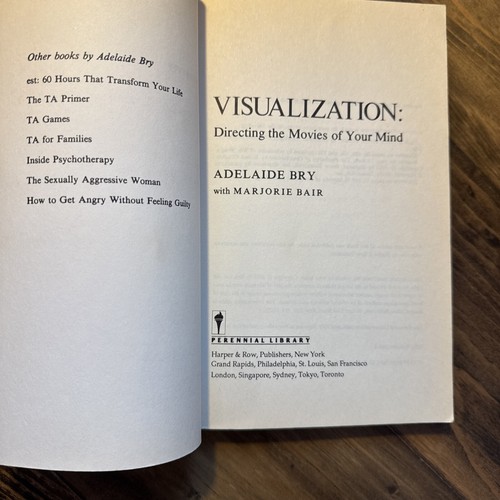 Other books by Adelaide Bry
est: 60 Hours That Transform Your Life
The TA Primer
TA Games
TA for Families
Inside Psychotherapy
The Sexually Aggressive Woman
How to Get Angry Without Feeling Guilty
VISUALIZATION:
Directing the Movies of Your Mind
ADELAIDE BRY
with MARJORIE BAIR
PERENNIAL LIBRARY
Harper & Row, Publishers, New York
Grand Rapids, Philadelphia, St. Louis, San Francisco
London, Singapore, Sydney, Tokyo, Toronto